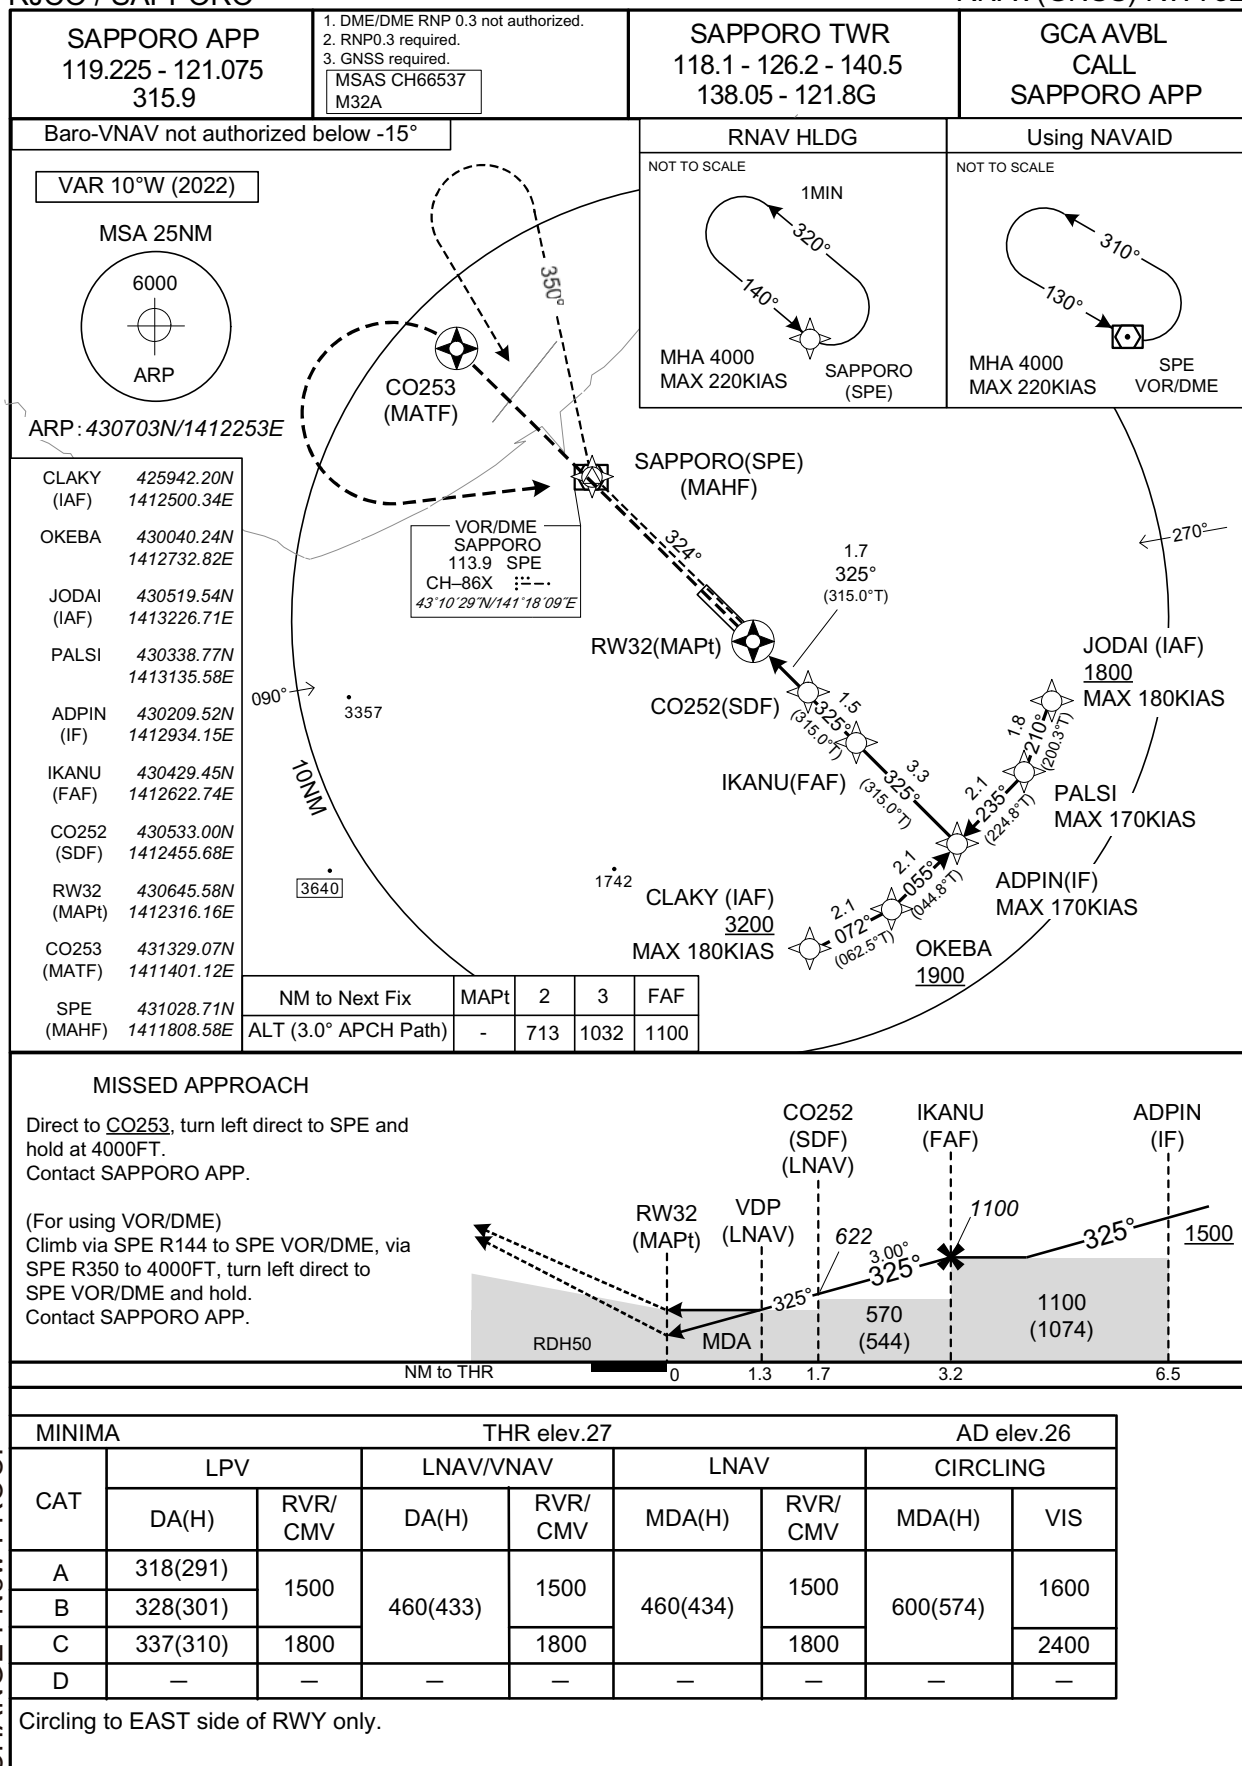 RJCO / SAPPORO
SAPPORO APP
119.225 - 121.075
315.9
1. DME/DME RNP 0.3 not authorized.
2. RNP0.3 required.
3. GNSS required.
MSAS CH66537
M32A
SAPPORO TWR
118.1 - 126.2 - 140.5
138.05 - 121.8G
GCA AVBL
CALL
SAPPORO APP
Baro-VNAV not authorized below -15°
VAR 10°W (2022)
MSA 25NM
6000
ARP
ARP : 430703N/1412253E
RNAV HLDG
NOT TO SCALE
1MIN
320°
140°
MHA 4000
MAX 220KIAS
SAPPORO
(SPE)
Using NAVAID
NOT TO SCALE
310°
130°
MHA 4000
MAX 220KIAS
SPE
VOR/DME
350°
CO253
(MATF)
SAPPORO(SPE)
(MAHF)
VOR/DME
SAPPORO
113.9 SPE
CH–86X
43°10′29″N/141°18′09″E
324°
270°
1.7
325°
(315.0°T)
RW32(MAPt)
CO252(SDF)
1.5
325°
(315.0°T)
IKANU(FAF)
3.3
325°
(315.0°T)
JODAI (IAF)
1800
MAX 180KIAS
1.8
210°
(200.3°T)
PALSI
MAX 170KIAS
2.1
235°
(224.8°T)
ADPIN(IF)
MAX 170KIAS
2.1
055°
(044.8°T)
OKEBA
1900
2.1
072°
(062.5°T)
CLAKY (IAF)
3200
MAX 180KIAS
090°
3357
10NM
3640
1742
CLAKY 425942.20N
(IAF) 1412500.34E
OKEBA 430040.24N
1412732.82E
JODAI 430519.54N
(IAF) 1413226.71E
PALSI 430338.77N
1413135.58E
ADPIN 430209.52N
(IF) 1412934.15E
IKANU 430429.45N
(FAF) 1412622.74E
CO252 430533.00N
(SDF) 1412455.68E
RW32 430645.58N
(MAPt) 1412316.16E
CO253 431329.07N
(MATF) 1411401.12E
SPE 431028.71N
(MAHF) 1411808.58E
NM to Next Fix MAPt 2 3 FAF
ALT (3.0° APCH Path) - 713 1032 1100
MISSED APPROACH
Direct to CO253, turn left direct to SPE and
hold at 4000FT.
Contact SAPPORO APP.
(For using VOR/DME)
Climb via SPE R144 to SPE VOR/DME, via
SPE R350 to 4000FT, turn left direct to
SPE VOR/DME and hold.
Contact SAPPORO APP.
RW32
(MAPt)
VDP
(LNAV)
CO252
(SDF)
(LNAV)
IKANU
(FAF)
ADPIN
(IF)
622
1100
3.00°
325°
325°
325°
1500
570
(544)
1100
(1074)
RDH50
MDA
NM to THR 0 1.3 1.7 3.2 6.5
MINIMA THR elev.27 AD elev.26
CAT LPV LNAV/VNAV LNAV CIRCLING
DA(H) RVR/CMV DA(H) RVR/CMV MDA(H) RVR/CMV MDA(H) VIS
A 318(291) 1500 460(433) 1500 460(434) 1500 600(574) 1600
B 328(301)
C 337(310) 1800 1800 1800 2400
D – – – – – – – –
Circling to EAST side of RWY only.